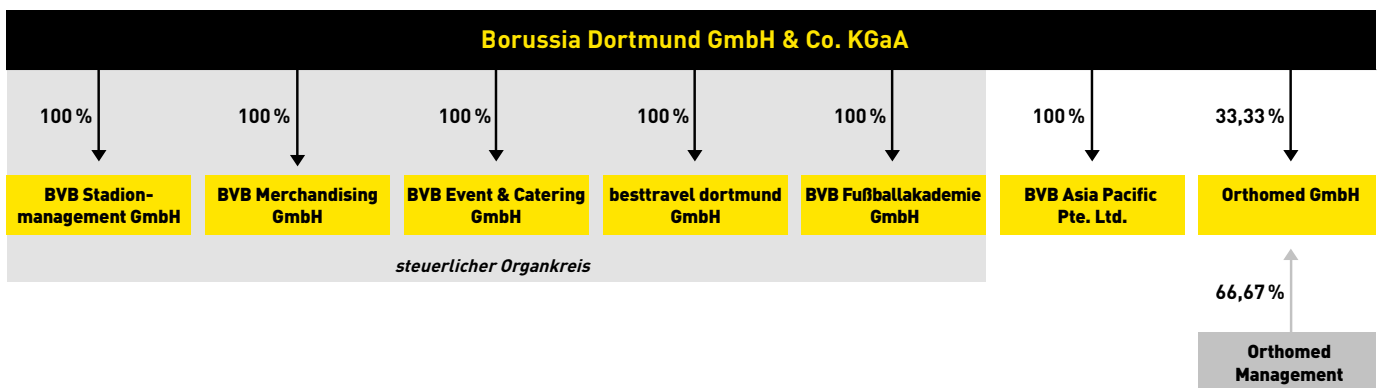 Borussia Dortmund GmbH & Co. KGaA
100 %
100 %
100 %
100 %
100 %
100 %
33,33 %
BVB Stadion-
management GmbH
BVB Merchandising
GmbH
BVB Event & Catering
GmbH
besttravel dortmund
GmbH
BVB Fußballakademie
GmbH
BVB Asia Pacific
Pte. Ltd.
Orthomed GmbH
steuerlicher Organkreis
66,67 %
Orthomed
Management